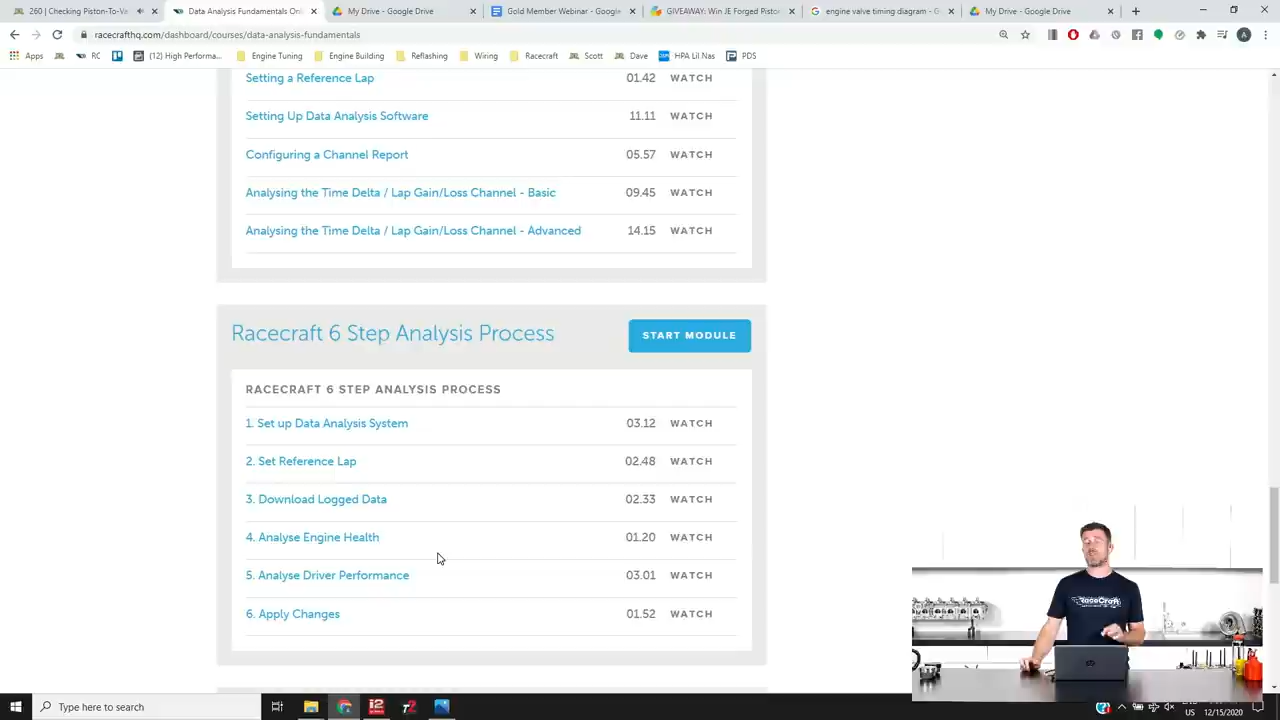 260 | Checking Piston-To-Va
Data Analysis Fundamentals Onl
My Drive - Google Drive
Gold Member Webinar - Google
GIVEAWAY: Win JE Forged Pistor
engine valve timing diagram - G
My Drive - Google Drive
racecrafthq.com/dashboard/courses/data-analysis-fundamentals
Apps
RC
(12) High Performa...
Engine Tuning
Engine Building
Reflashing
Wiring
Racecraft
Scott
Dave
HPA Lil Nas
PDS
Setting a Reference Lap 01.42 WATCH
Setting Up Data Analysis Software 11.11 WATCH
Configuring a Channel Report 05.57 WATCH
Analysing the Time Delta / Lap Gain/Loss Channel - Basic 09.45 WATCH
Analysing the Time Delta / Lap Gain/Loss Channel - Advanced 14.15 WATCH
Racecraft 6 Step Analysis Process START MODULE
RACECRAFT 6 STEP ANALYSIS PROCESS
1. Set up Data Analysis System 03.12 WATCH
2. Set Reference Lap 02.48 WATCH
3. Download Logged Data 02.33 WATCH
4. Analyse Engine Health 01.20 WATCH
5. Analyse Driver Performance 03.01 WATCH
6. Apply Changes 01.52 WATCH
RaceCraft
Type here to search
US
12/15/2020